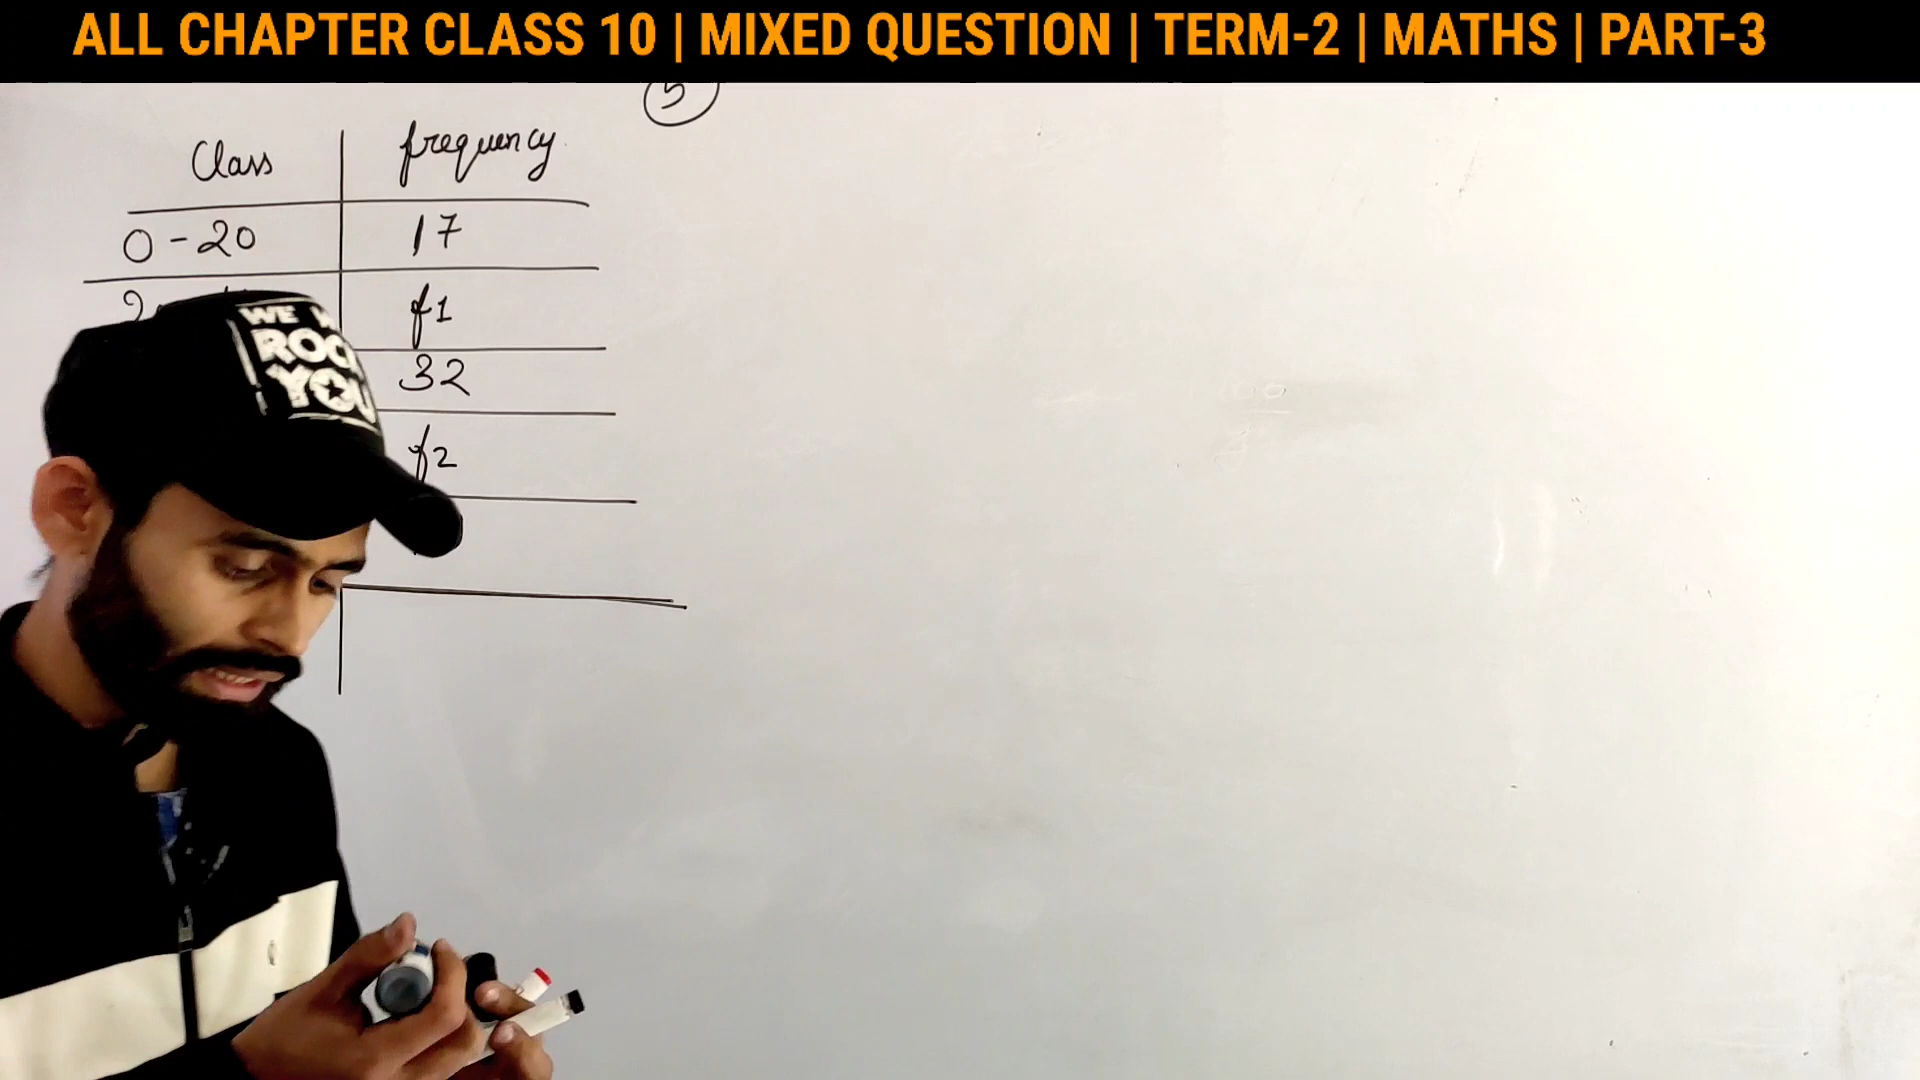 ALL CHAPTER CLASS 10 | MIXED QUESTION | TERM-2 | MATHS | PART-3
5
Class frequency
0-20 17
f1
32
f2
WE
ROCK
YOU